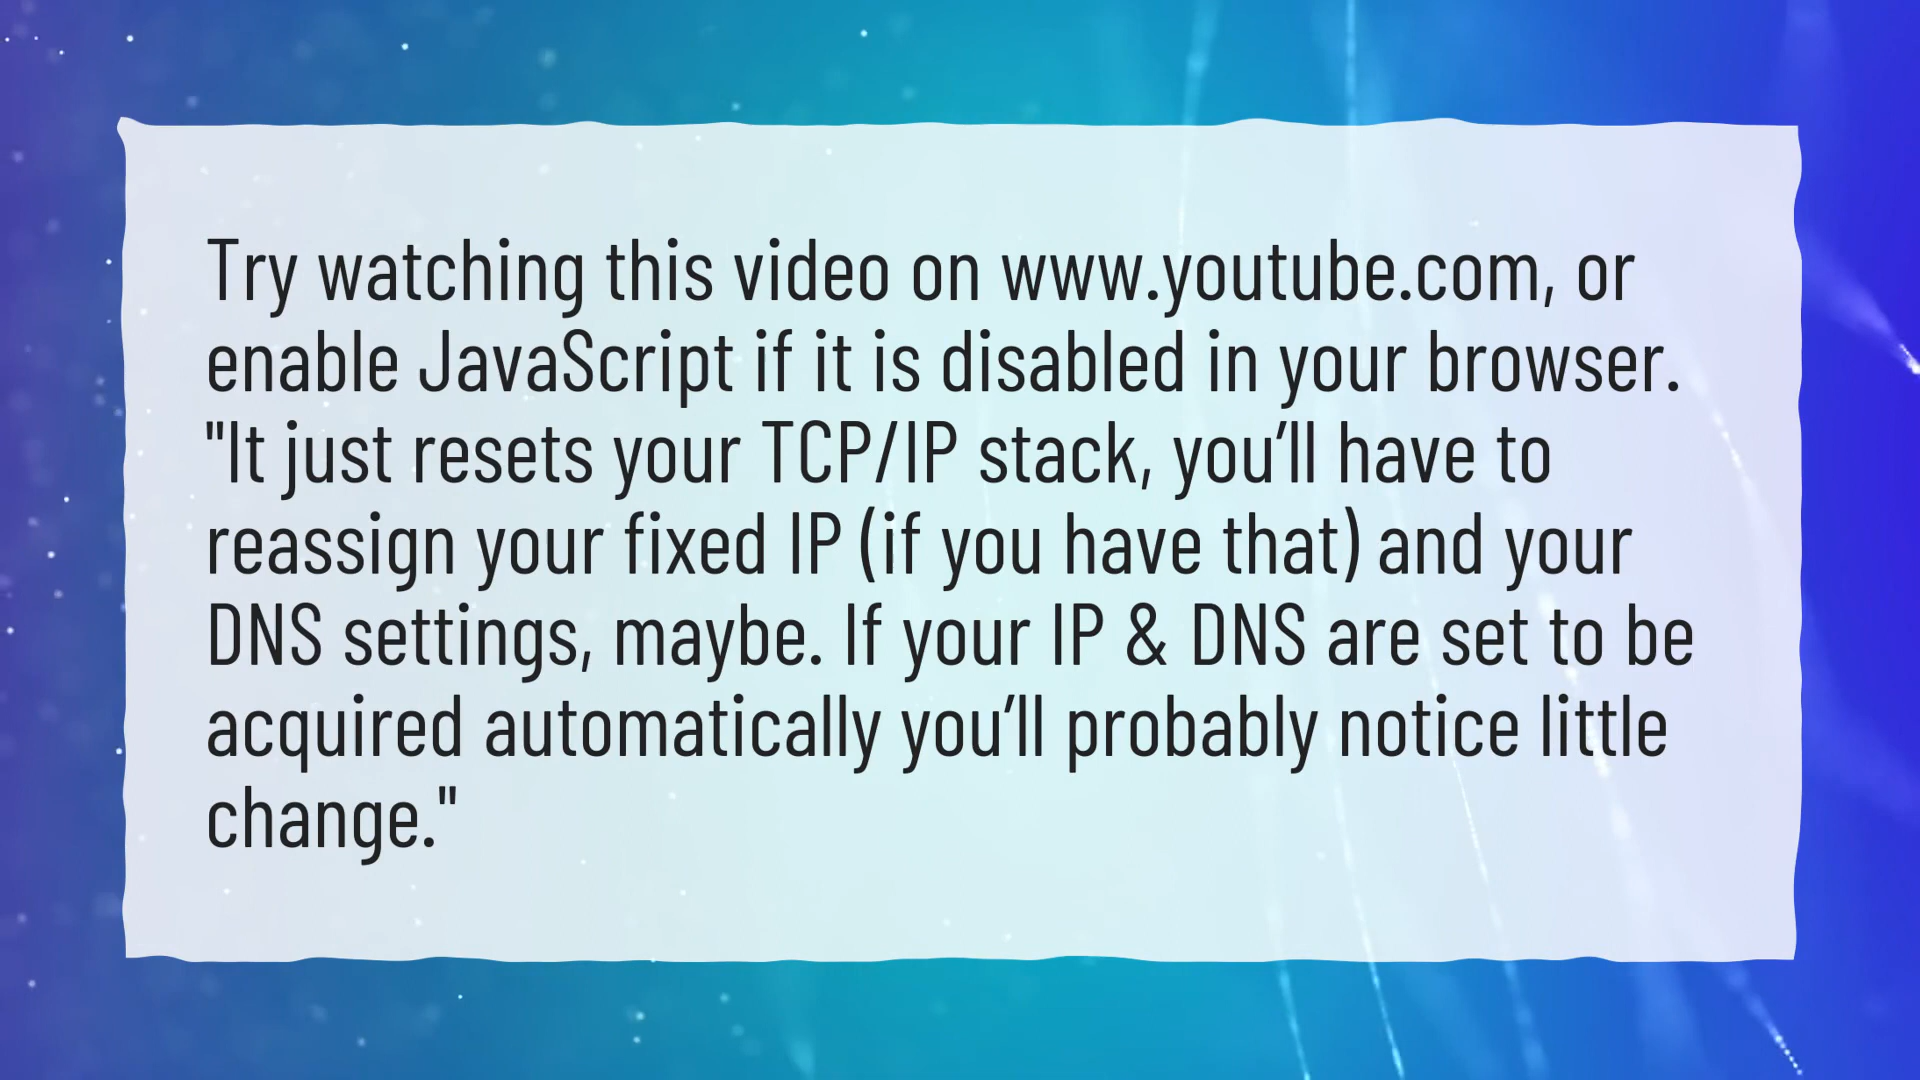 Try watching this video on www.youtube.com, or
enable JavaScript if it is disabled in your browser.
"It just resets your TCP/IP stack, you’ll have to
reassign your fixed IP (if you have that) and your
DNS settings, maybe. If your IP & DNS are set to be
acquired automatically you’ll probably notice little
change."